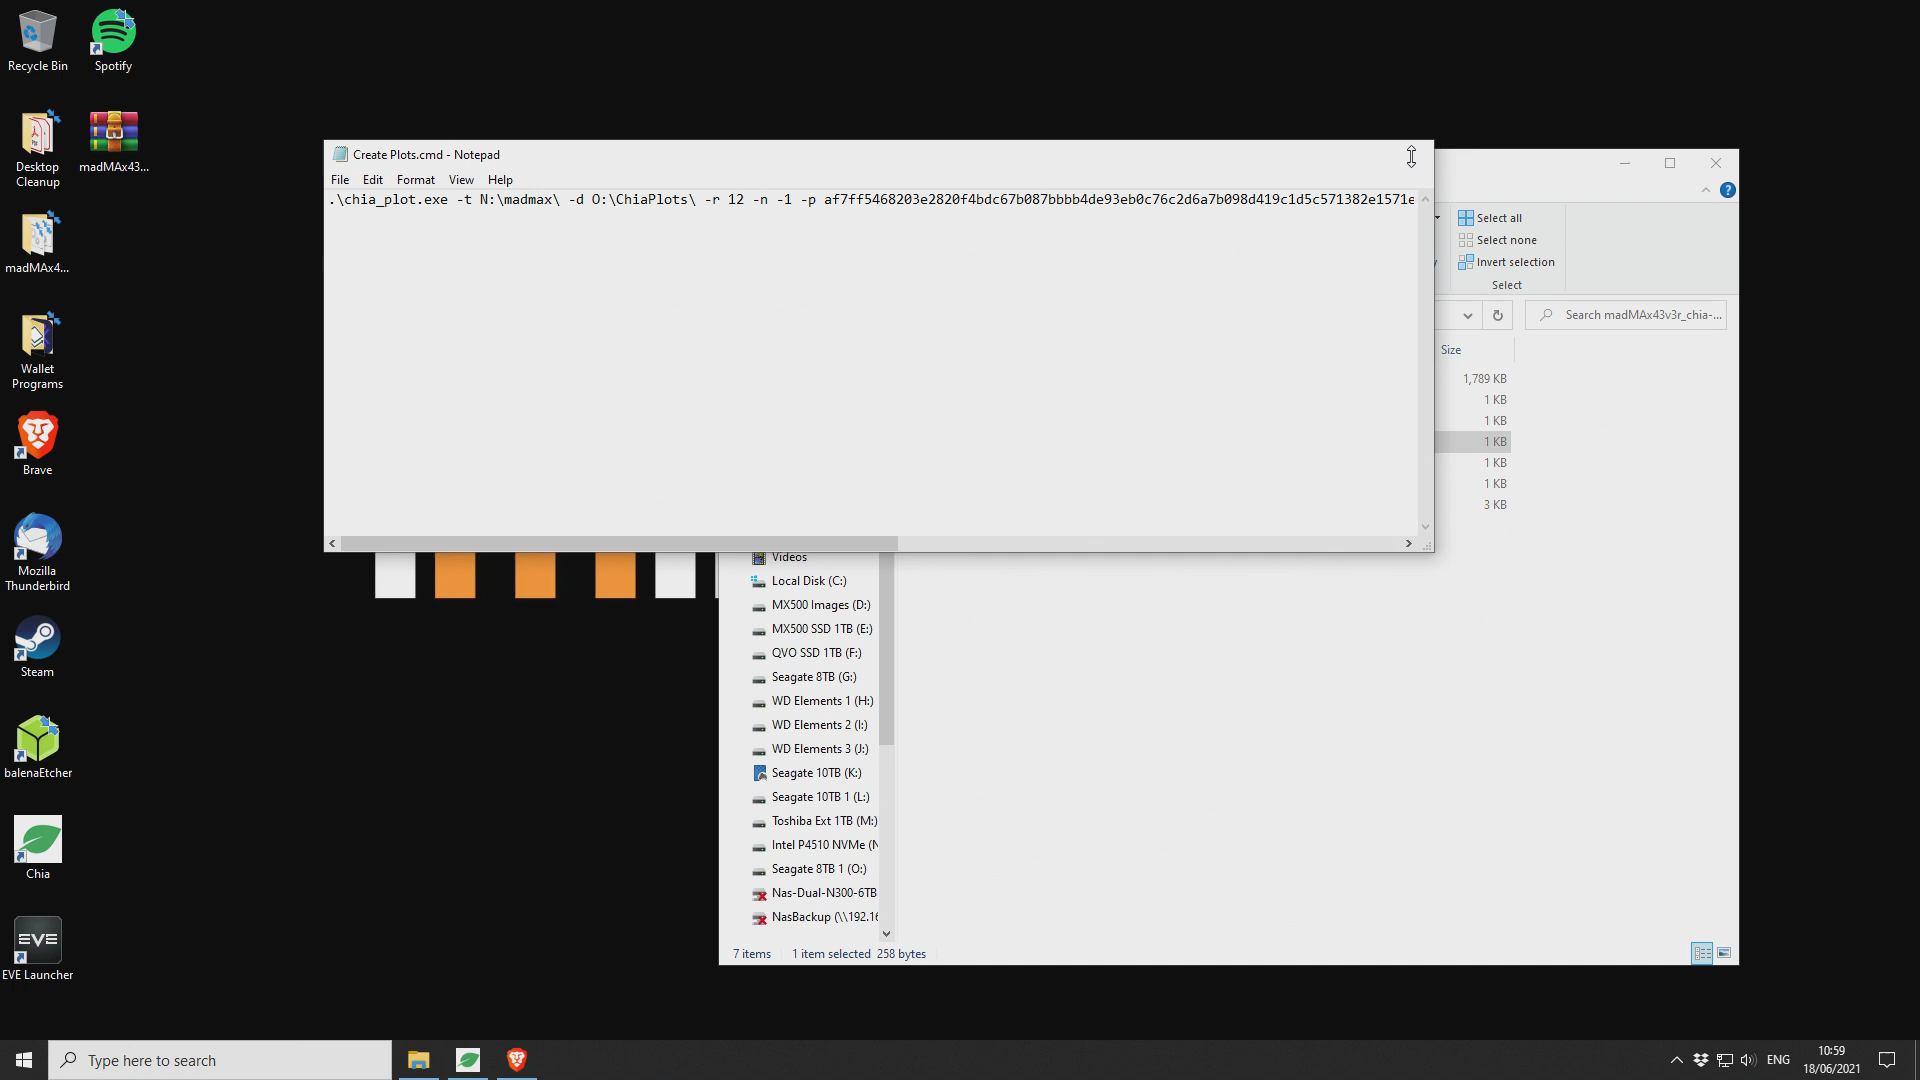 Recycle Bin
Spotify
Desktop
Cleanup
madMAx43...
madMAx4...
Wallet
Programs
Brave
Mozilla
Thunderbird
Steam
balenaEtcher
Chia
EVE
EVE Launcher
Create Plots.cmd - Notepad
File Edit Format View Help
.\chia_plot.exe -t N:\madmax\ -d O:\ChiaPlots\ -r 12 -n -1 -p af7ff5468203e2820f4bdc67b087bbbb4de93eb0c76c2d6a7b098d419c1d5c571382e1571e
Select all
Select none
Invert selection
Select
Search madMAx43v3r_chia-...
Size
1,789 KB
1 KB
1 KB
1 KB
1 KB
1 KB
3 KB
Videos
Local Disk (C:)
MX500 Images (D:)
MX500 SSD 1TB (E:)
QVO SSD 1TB (F:)
Seagate 8TB (G:)
WD Elements 1 (H:)
WD Elements 2 (I:)
WD Elements 3 (J:)
Seagate 10TB (K:)
Seagate 10TB 1 (L:)
Toshiba Ext 1TB (M:)
Intel P4510 NVMe (N
Seagate 8TB 1 (O:)
Nas-Dual-N300-6TB
NasBackup (\\192.16
7 items 1 item selected 258 bytes
Type here to search
ENG
10:59
18/06/2021